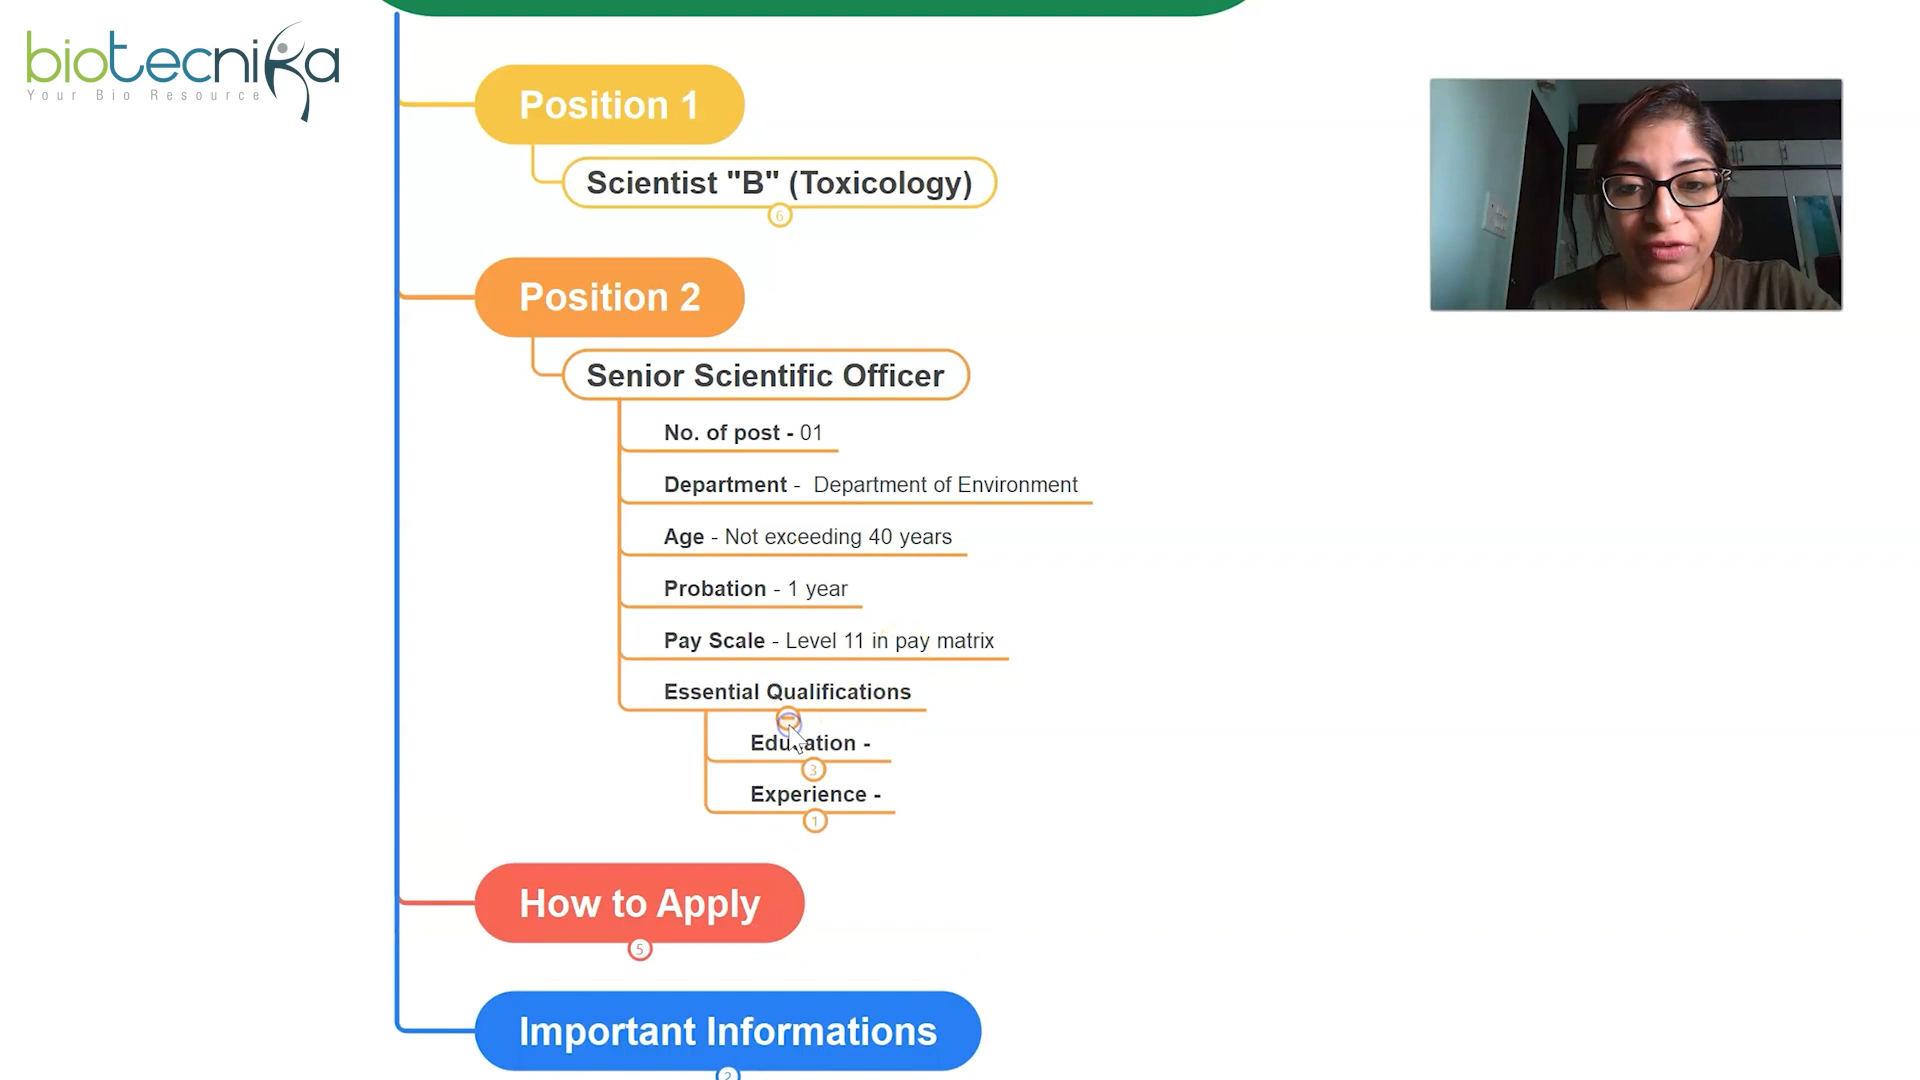 biotecnika
Your Bio Resource
Position 1
Scientist "B" (Toxicology)
6
Position 2
Senior Scientific Officer
No. of post - 01
Department - Department of Environment
Age - Not exceeding 40 years
Probation - 1 year
Pay Scale - Level 11 in pay matrix
Essential Qualifications
Education -
3
Experience -
1
How to Apply
5
Important Informations
2